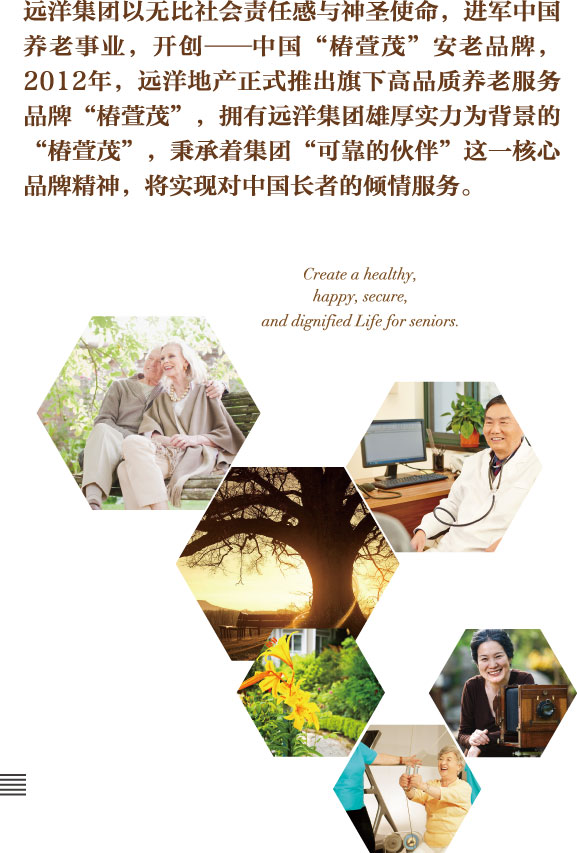 远洋集团以无比社会责任感与神圣使命，进军中国
养老事业，开创——中国“椿萱茂”安老品牌，
2012年，远洋地产正式推出旗下高品质养老服务
品牌“椿萱茂”，拥有远洋集团雄厚实力为背景的
“椿萱茂”，秉承着集团“可靠的伙伴”这一核心
品牌精神，将实现对中国长者的倾情服务。
Create a healthy,
happy, secure,
and dignified Life for seniors.